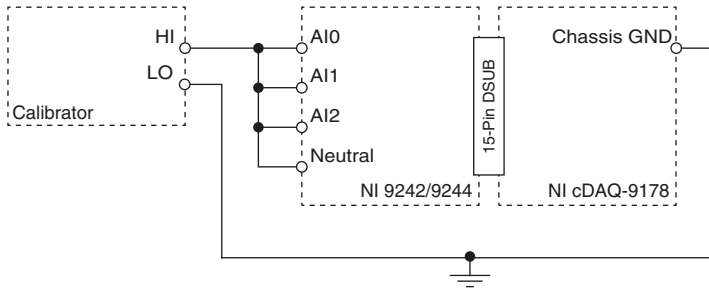 HI
LO
Calibrator
AI0
AI1
AI2
Neutral
NI 9242/9244
15-Pin DSUB
Chassis GND
NI cDAQ-9178